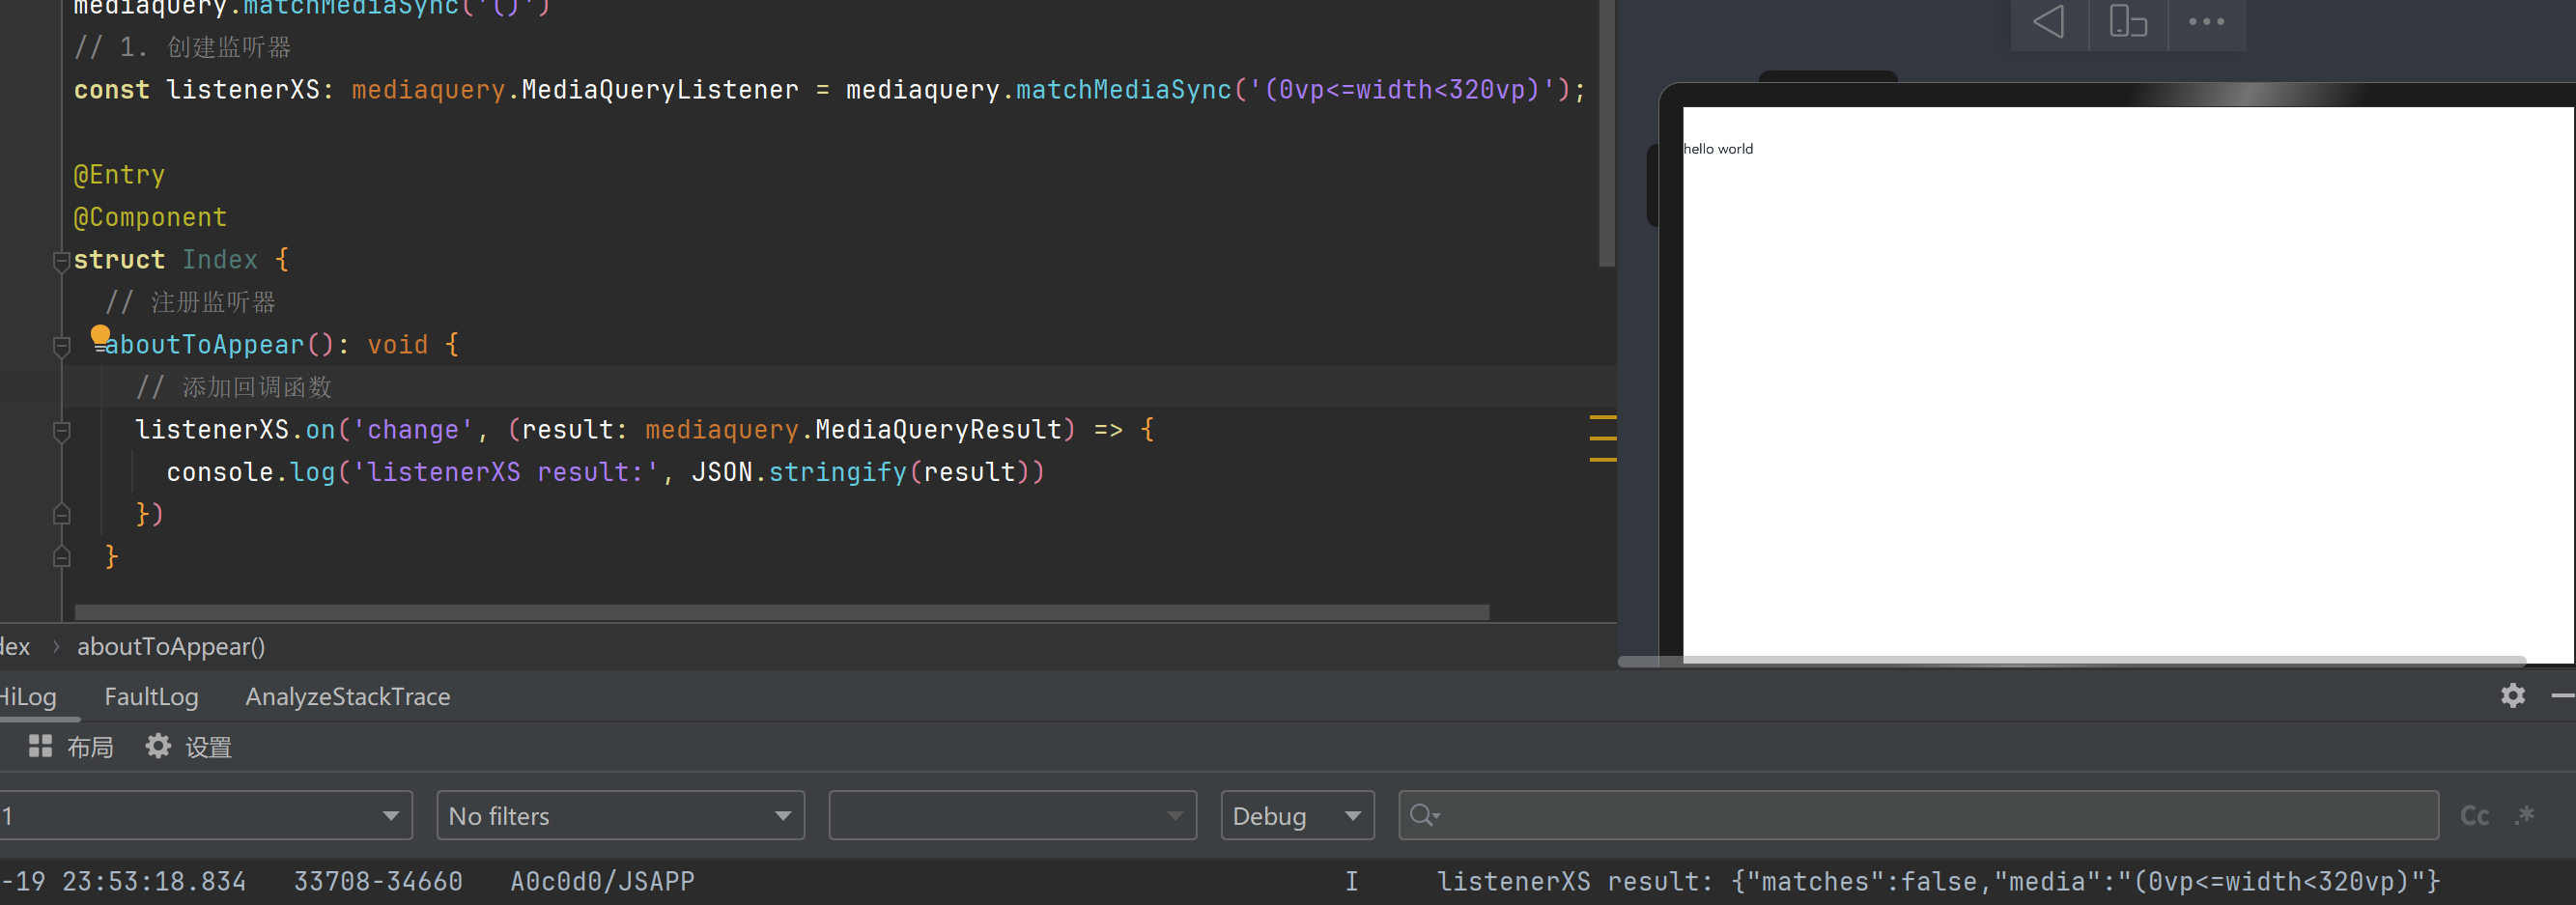 mediaquery.matchMediaSync('()')
// 1. 创建监听器
const listenerXS: mediaquery.MediaQueryListener = mediaquery.matchMediaSync('(0vp<=width<320vp)');
@Entry
@Component
struct Index {
// 注册监听器
aboutToAppear(): void {
// 添加回调函数
listenerXS.on('change', (result: mediaquery.MediaQueryResult) => {
console.log('listenerXS result:', JSON.stringify(result))
})
}
hello world
dex › aboutToAppear()
HiLog FaultLog AnalyzeStackTrace
布局 设置
1 No filters Debug Cc .*
-19 23:53:18.834 33708-34660 A0c0d0/JSAPP I listenerXS result: {"matches":false,"media":"(0vp<=width<320vp)"}